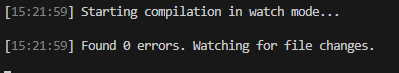 [15:21:59] Starting compilation in watch mode...
[15:21:59] Found 0 errors. Watching for file changes.